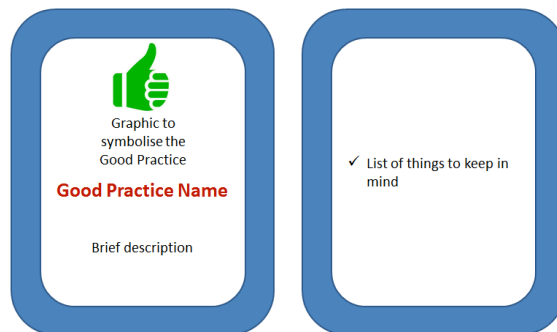 Graphic to
symbolise the
Good Practice
Good Practice Name
Brief description
✓ List of things to keep in
mind